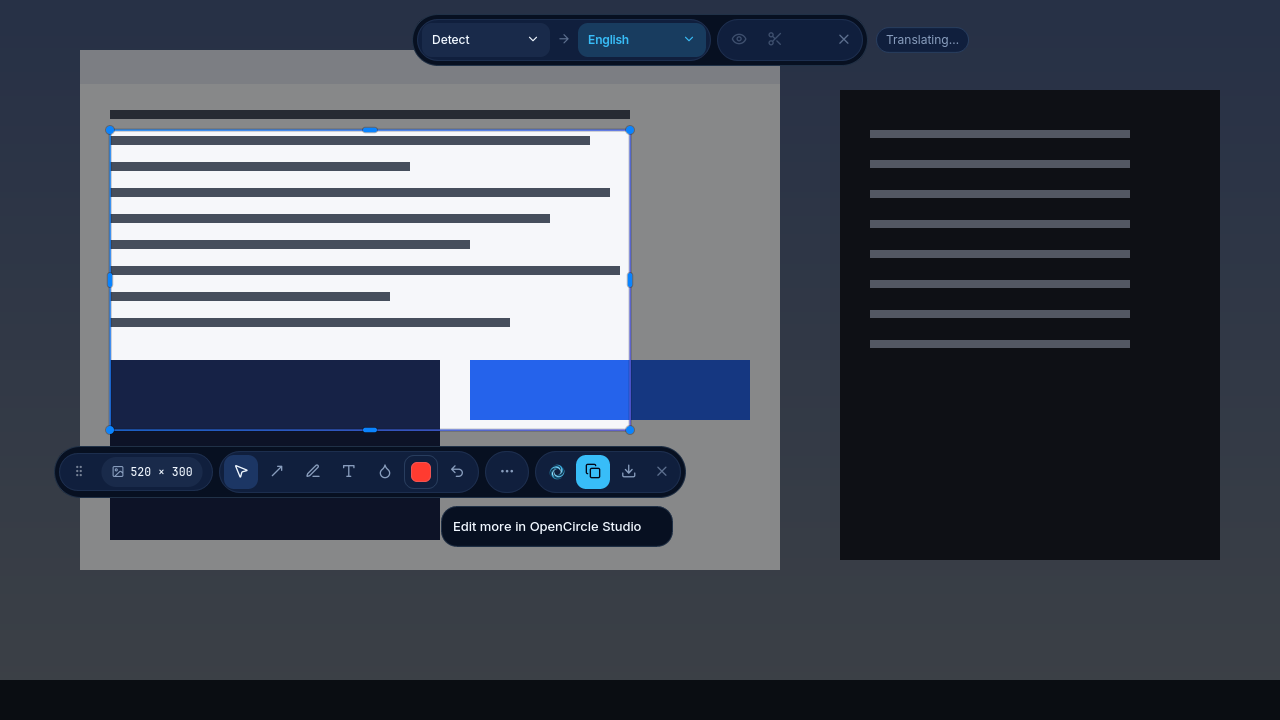 Detect
English
Translating...
520 × 300
Edit more in OpenCircle Studio